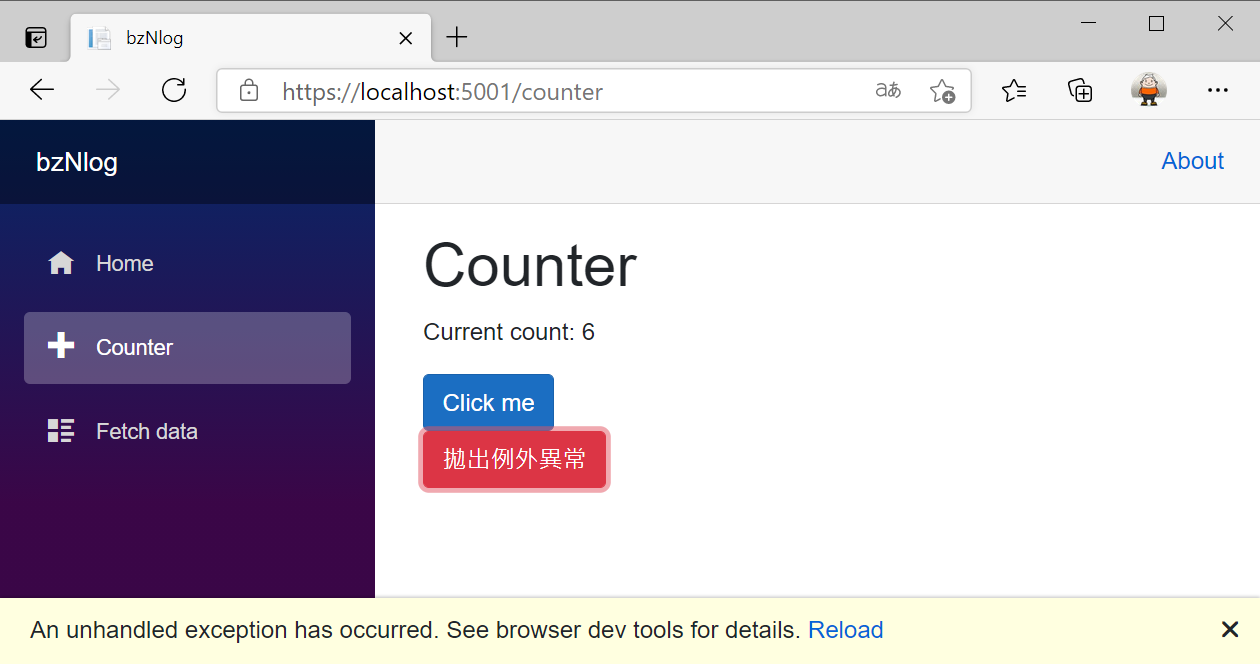 bzNlog
https://localhost:5001/counter
aあ
bzNlog
About
Home
Counter
Fetch data
Counter
Current count: 6
Click me
拋出例外異常
An unhandled exception has occurred. See browser dev tools for details. Reload